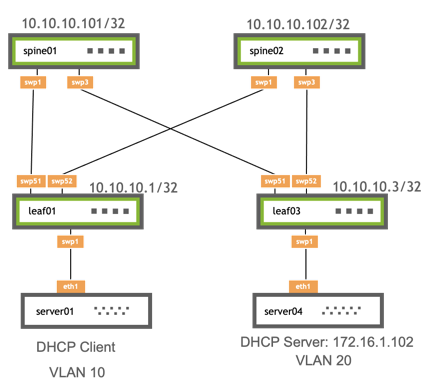 10.10.10.101/32
10.10.10.102/32
spine01
spine02
swp1
swp3
swp1
swp3
swp51
swp52
swp51
swp52
10.10.10.1/32
10.10.10.3/32
leaf01
leaf03
swp1
swp1
eth1
eth1
server01
server04
DHCP Client
DHCP Server: 172.16.1.102
VLAN 10
VLAN 20